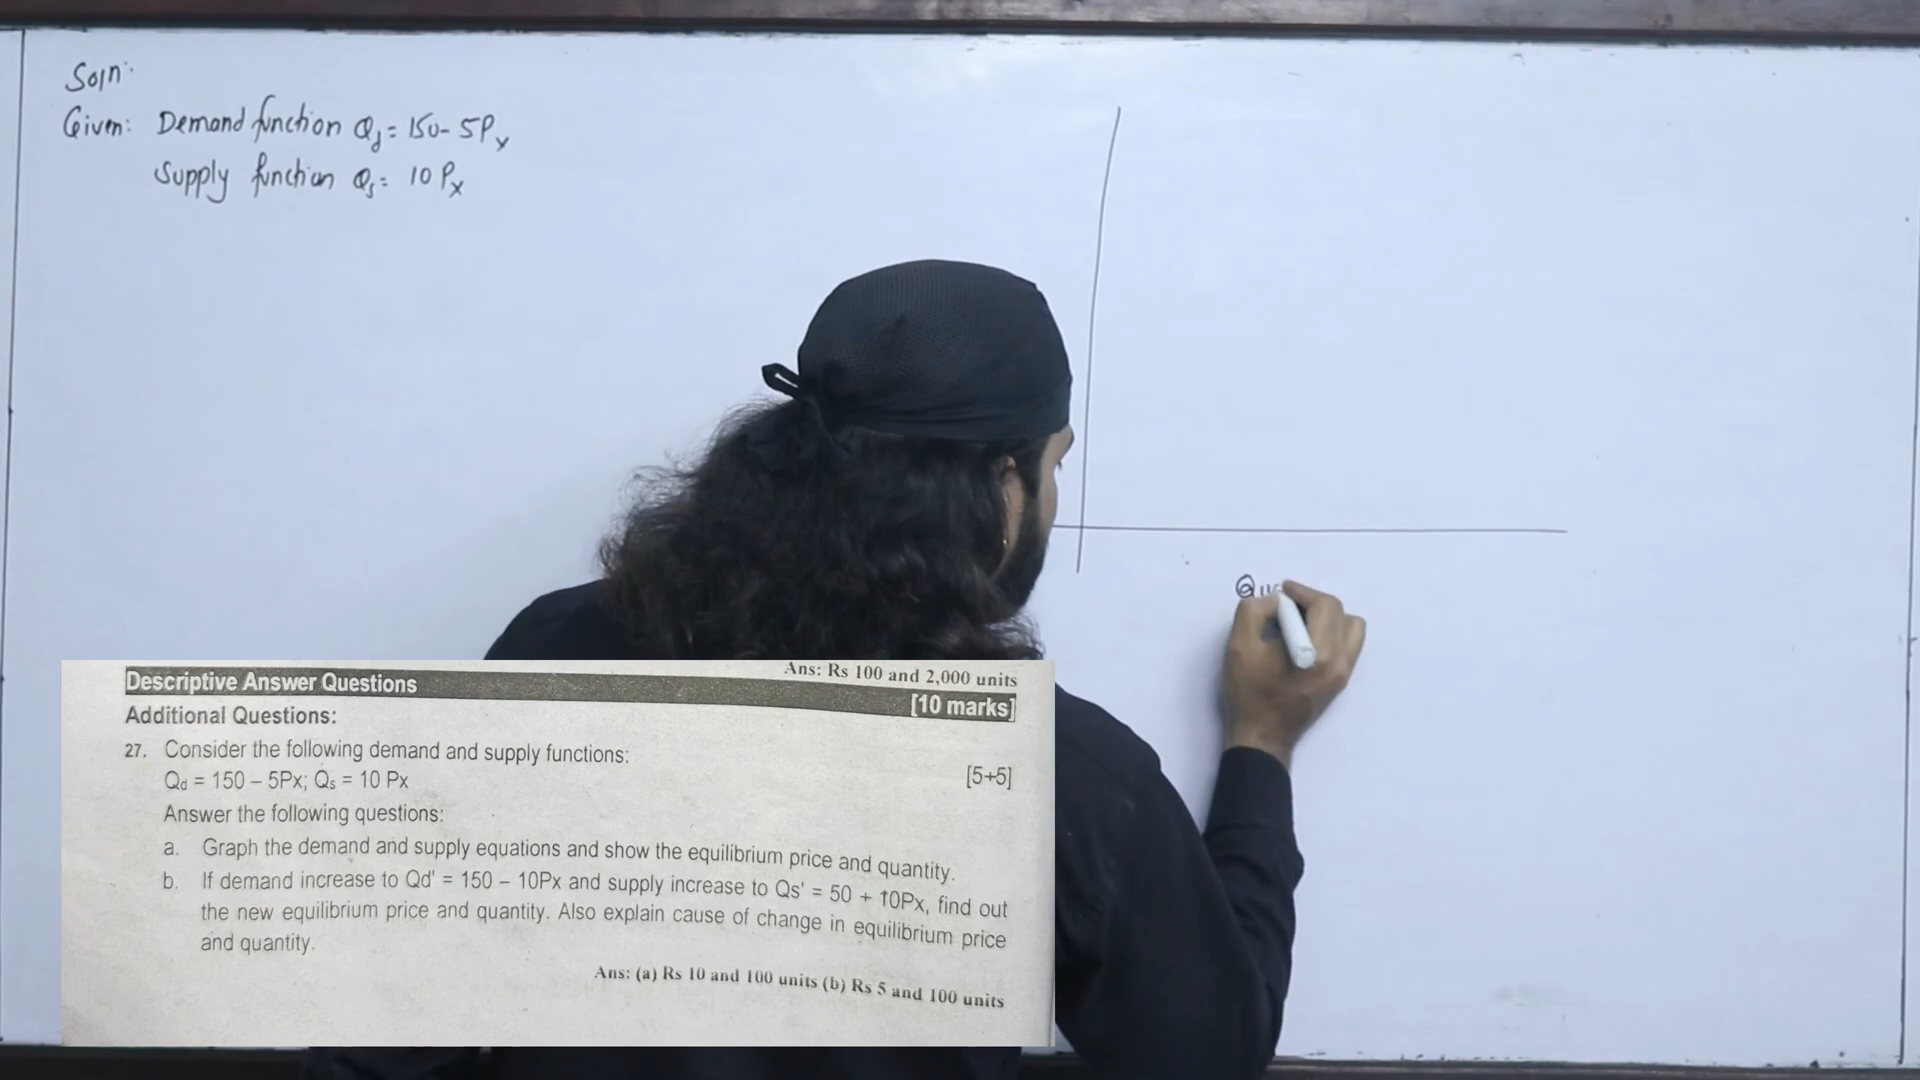 Soln:
Given: Demand function Qd = 150 - 5Px
Supply function Qs = 10 Px
Ans: Rs 100 and 2,000 units
Descriptive Answer Questions
[10 marks]
Additional Questions:
27. Consider the following demand and supply functions:
[5+5]
Qd = 150 – 5Px; Qs = 10 Px
Answer the following questions:
a. Graph the demand and supply equations and show the equilibrium price and quantity.
b. If demand increase to Qd' = 150 – 10Px and supply increase to Qs' = 50 + 10Px, find out
the new equilibrium price and quantity. Also explain cause of change in equilibrium price
and quantity.
Ans: (a) Rs 10 and 100 units (b) Rs 5 and 100 units